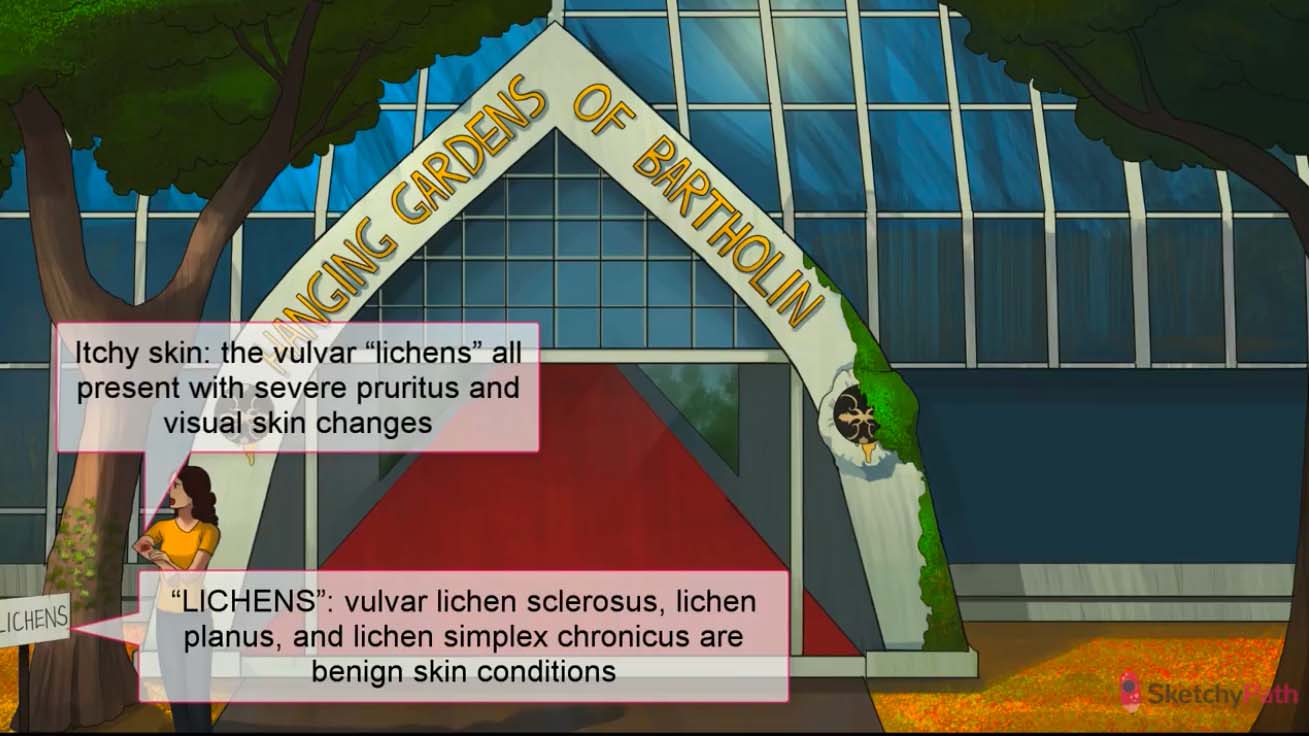 HANGING GARDENS OF BARTHOLIN
Itchy skin: the vulvar “lichens” all
present with severe pruritus and
visual skin changes
“LICHENS”: vulvar lichen sclerosus, lichen
planus, and lichen simplex chronicus are
benign skin conditions
LICHENS
SketchyPath